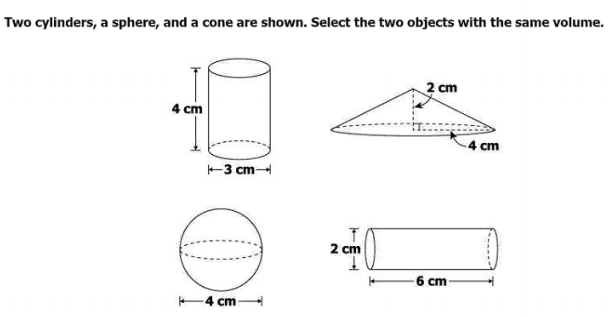 Two cylinders, a sphere, and a cone are shown. Select the two objects with the same volume.
4 cm
3 cm
2 cm
4 cm
4 cm
2 cm
6 cm